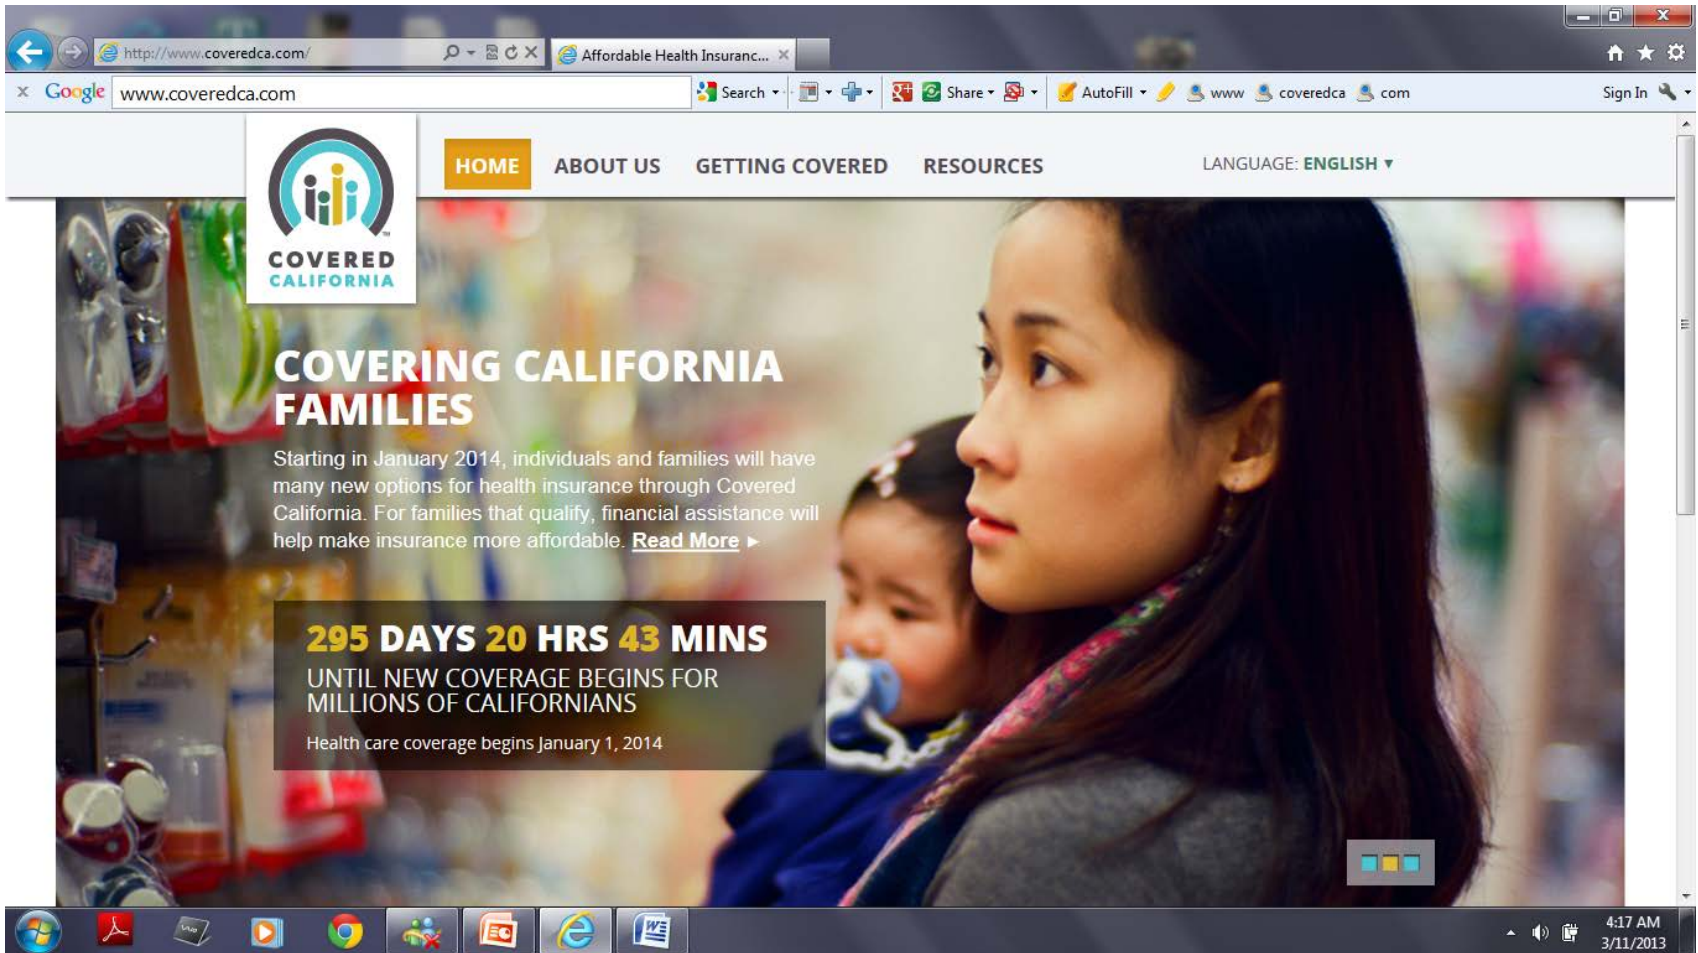 http://www.coveredca.com/
Affordable Health Insuranc...
Google www.coveredca.com Search Share AutoFill www coveredca com Sign In
HOME ABOUT US GETTING COVERED RESOURCES LANGUAGE: ENGLISH
COVERED
CALIFORNIA
COVERING CALIFORNIA
FAMILIES
Starting in January 2014, individuals and families will have
many new options for health insurance through Covered
California. For families that qualify, financial assistance will
help make insurance more affordable. Read More
295 DAYS 20 HRS 43 MINS
UNTIL NEW COVERAGE BEGINS FOR
MILLIONS OF CALIFORNIANS
Health care coverage begins January 1, 2014
4:17 AM
3/11/2013